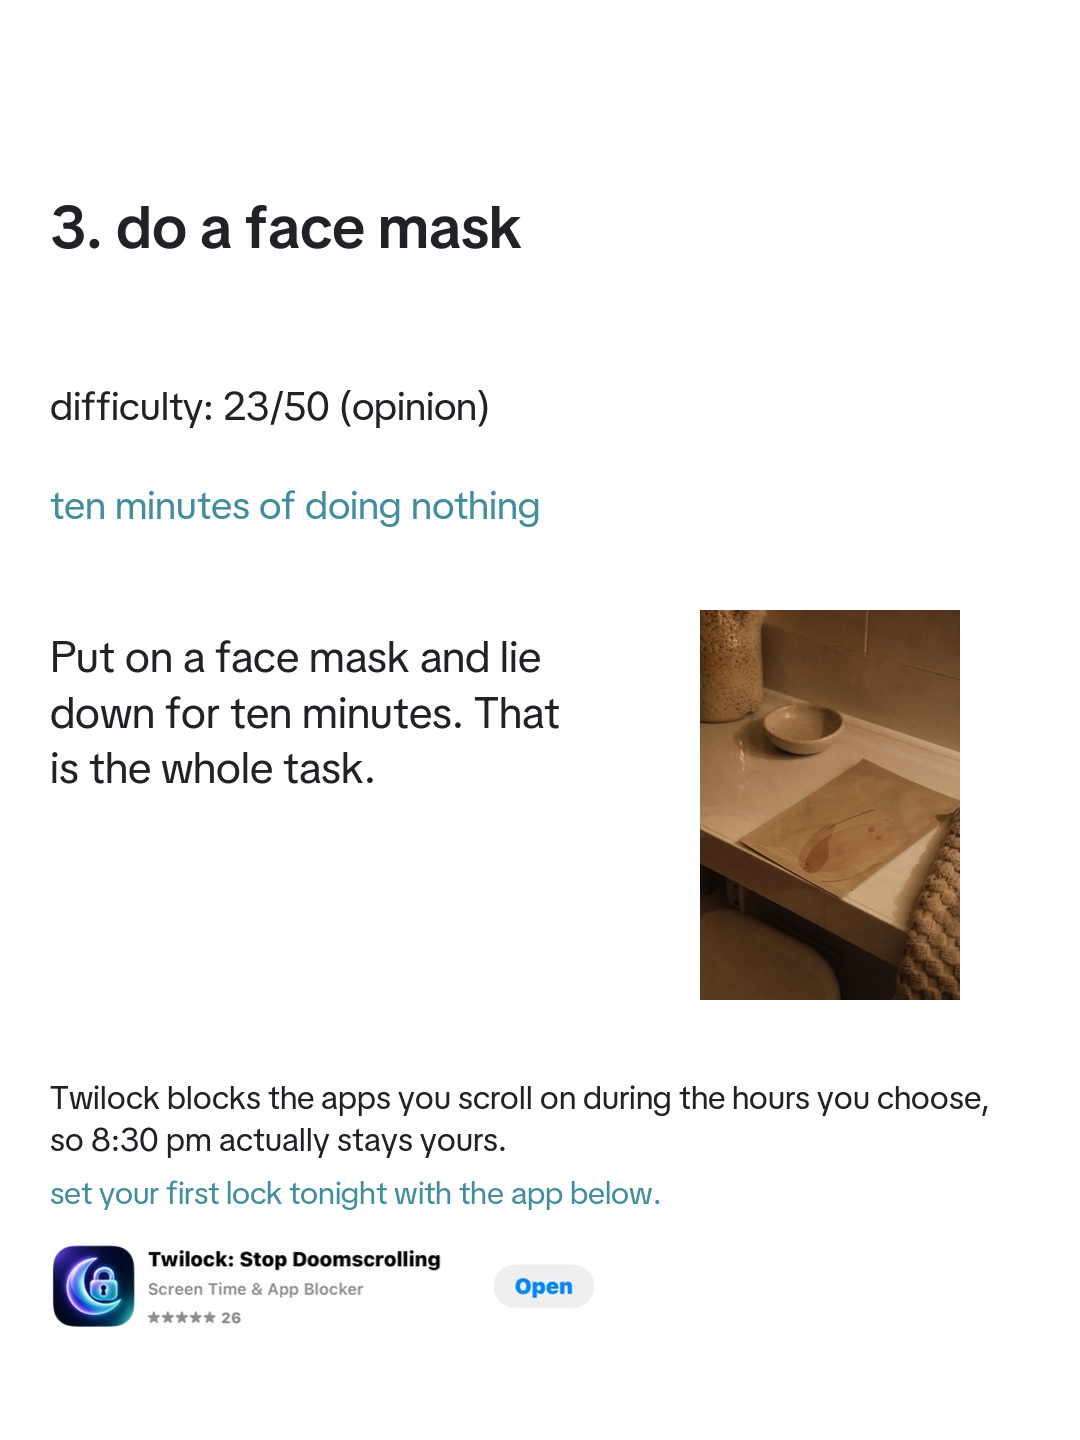 3. do a face mask
difficulty: 23/50 (opinion)
ten minutes of doing nothing
Put on a face mask and lie
down for ten minutes. That
is the whole task.
Twilock blocks the apps you scroll on during the hours you choose,
so 8:30 pm actually stays yours.
set your first lock tonight with the app below.
Twilock: Stop Doomscrolling
Screen Time & App Blocker
★★★★★ 26
Open